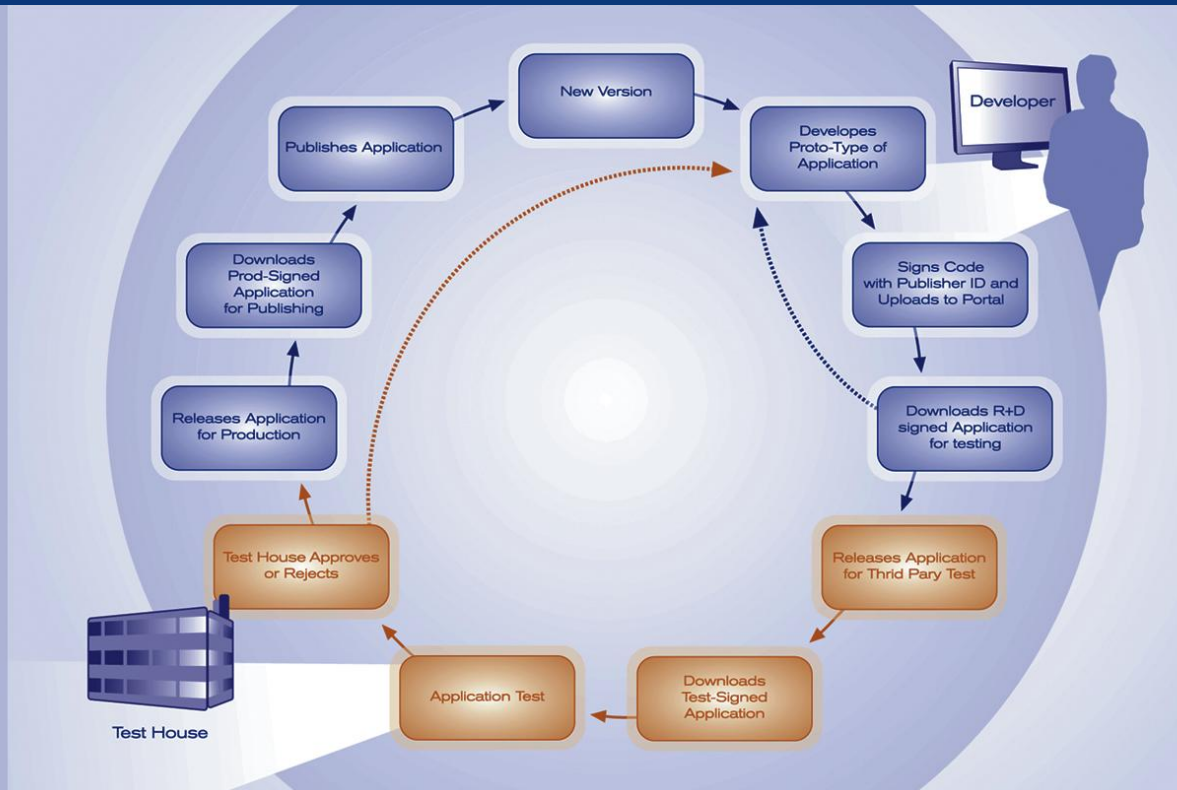 New Version
Developer
Publishes Application
Developes
Proto-Type of
Application
Downloads
Prod-Signed
Application
for Publishing
Signs Code
with Publisher ID and
Uploads to Portal
Releases Application
for Production
Downloads R+D
signed Application
for testing
Test House Approves
or Rejects
Releases Application
for Thrid Pary Test
Application Test
Downloads
Test-Signed
Application
Test House